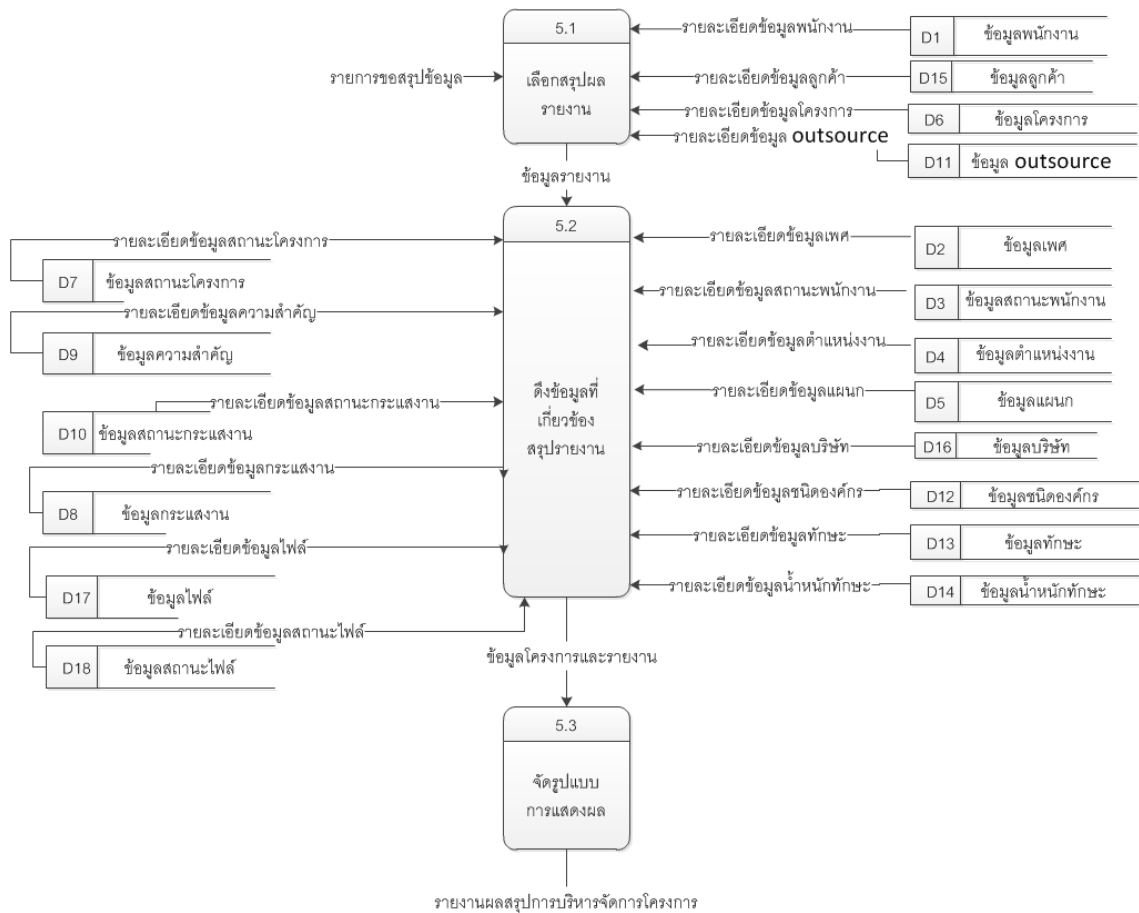 5.1
เลือกสรุปผล
รายงาน
รายการขอสรุปข้อมูล
รายละเอียดข้อมูลพนักงาน
D1 ข้อมูลพนักงาน
รายละเอียดข้อมูลลูกค้า
D15 ข้อมูลลูกค้า
รายละเอียดข้อมูลโครงการ
D6 ข้อมูลโครงการ
รายละเอียดข้อมูล outsource
D11 ข้อมูล outsource
ข้อมูลรายงาน
5.2
ดึงข้อมูลที่
เกี่ยวข้อง
สรุปรายงาน
รายละเอียดข้อมูลสถานะโครงการ
D7 ข้อมูลสถานะโครงการ
รายละเอียดข้อมูลความสำคัญ
D9 ข้อมูลความสำคัญ
รายละเอียดข้อมูลสถานะกระแสงาน
D10 ข้อมูลสถานะกระแสงาน
รายละเอียดข้อมูลกระแสงาน
D8 ข้อมูลกระแสงาน
รายละเอียดข้อมูลไฟล์
D17 ข้อมูลไฟล์
รายละเอียดข้อมูลสถานะไฟล์
D18 ข้อมูลสถานะไฟล์
รายละเอียดข้อมูลเพศ
D2 ข้อมูลเพศ
รายละเอียดข้อมูลสถานะพนักงาน
D3 ข้อมูลสถานะพนักงาน
รายละเอียดข้อมูลตำแหน่งงาน
D4 ข้อมูลตำแหน่งงาน
รายละเอียดข้อมูลแผนก
D5 ข้อมูลแผนก
รายละเอียดข้อมูลบริษัท
D16 ข้อมูลบริษัท
รายละเอียดข้อมูลชนิดองค์กร
D12 ข้อมูลชนิดองค์กร
รายละเอียดข้อมูลทักษะ
D13 ข้อมูลทักษะ
รายละเอียดข้อมูลน้ำหนักทักษะ
D14 ข้อมูลน้ำหนักทักษะ
ข้อมูลโครงการและรายงาน
5.3
จัดรูปแบบ
การแสดงผล
รายงานผลสรุปการบริหารจัดการโครงการ